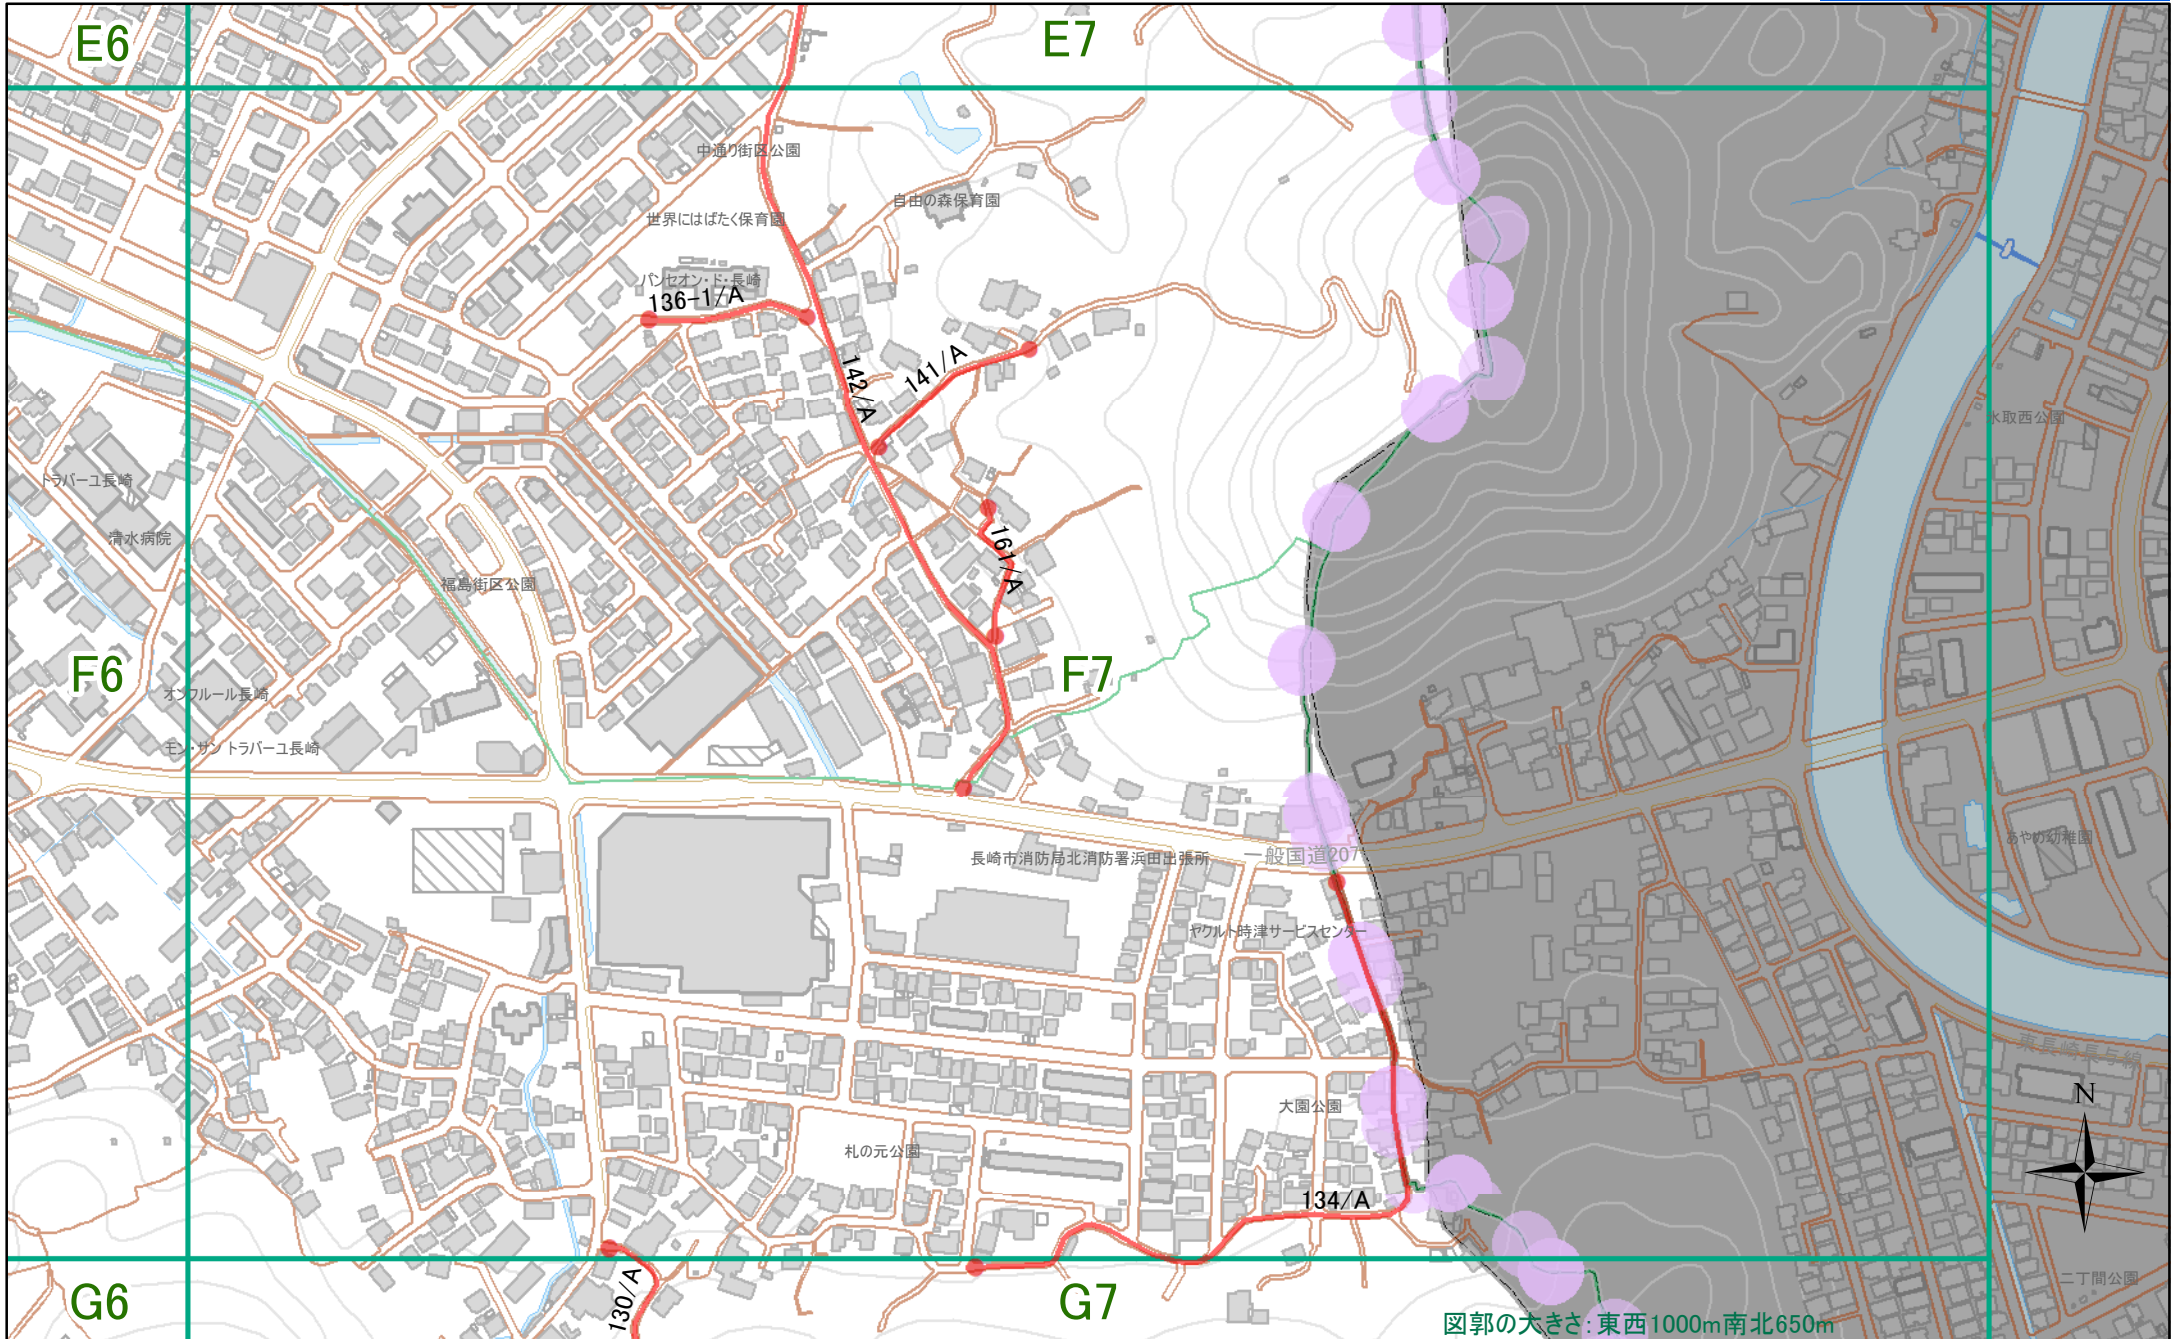 E6
E7
中通り街区公園
自由の森保育園
世界にはばたく保育園
パンセオン・ド・長崎
136-1/A
142/A
141/A
水取西公園
トラバーユ長崎
清水病院
161/A
福島街区公園
F6
F7
オンフルール長崎
モン・サン トラバーユ長崎
あやめ幼稚園
長崎市消防局北消防署浜田出張所
一般国道207
ヤクルト時津サービスセンター
東長崎長与線
N
大園公園
札の元公園
134/A
二丁間公園
G6
130/A
G7
図郭の大きさ:東西1000m南北650m